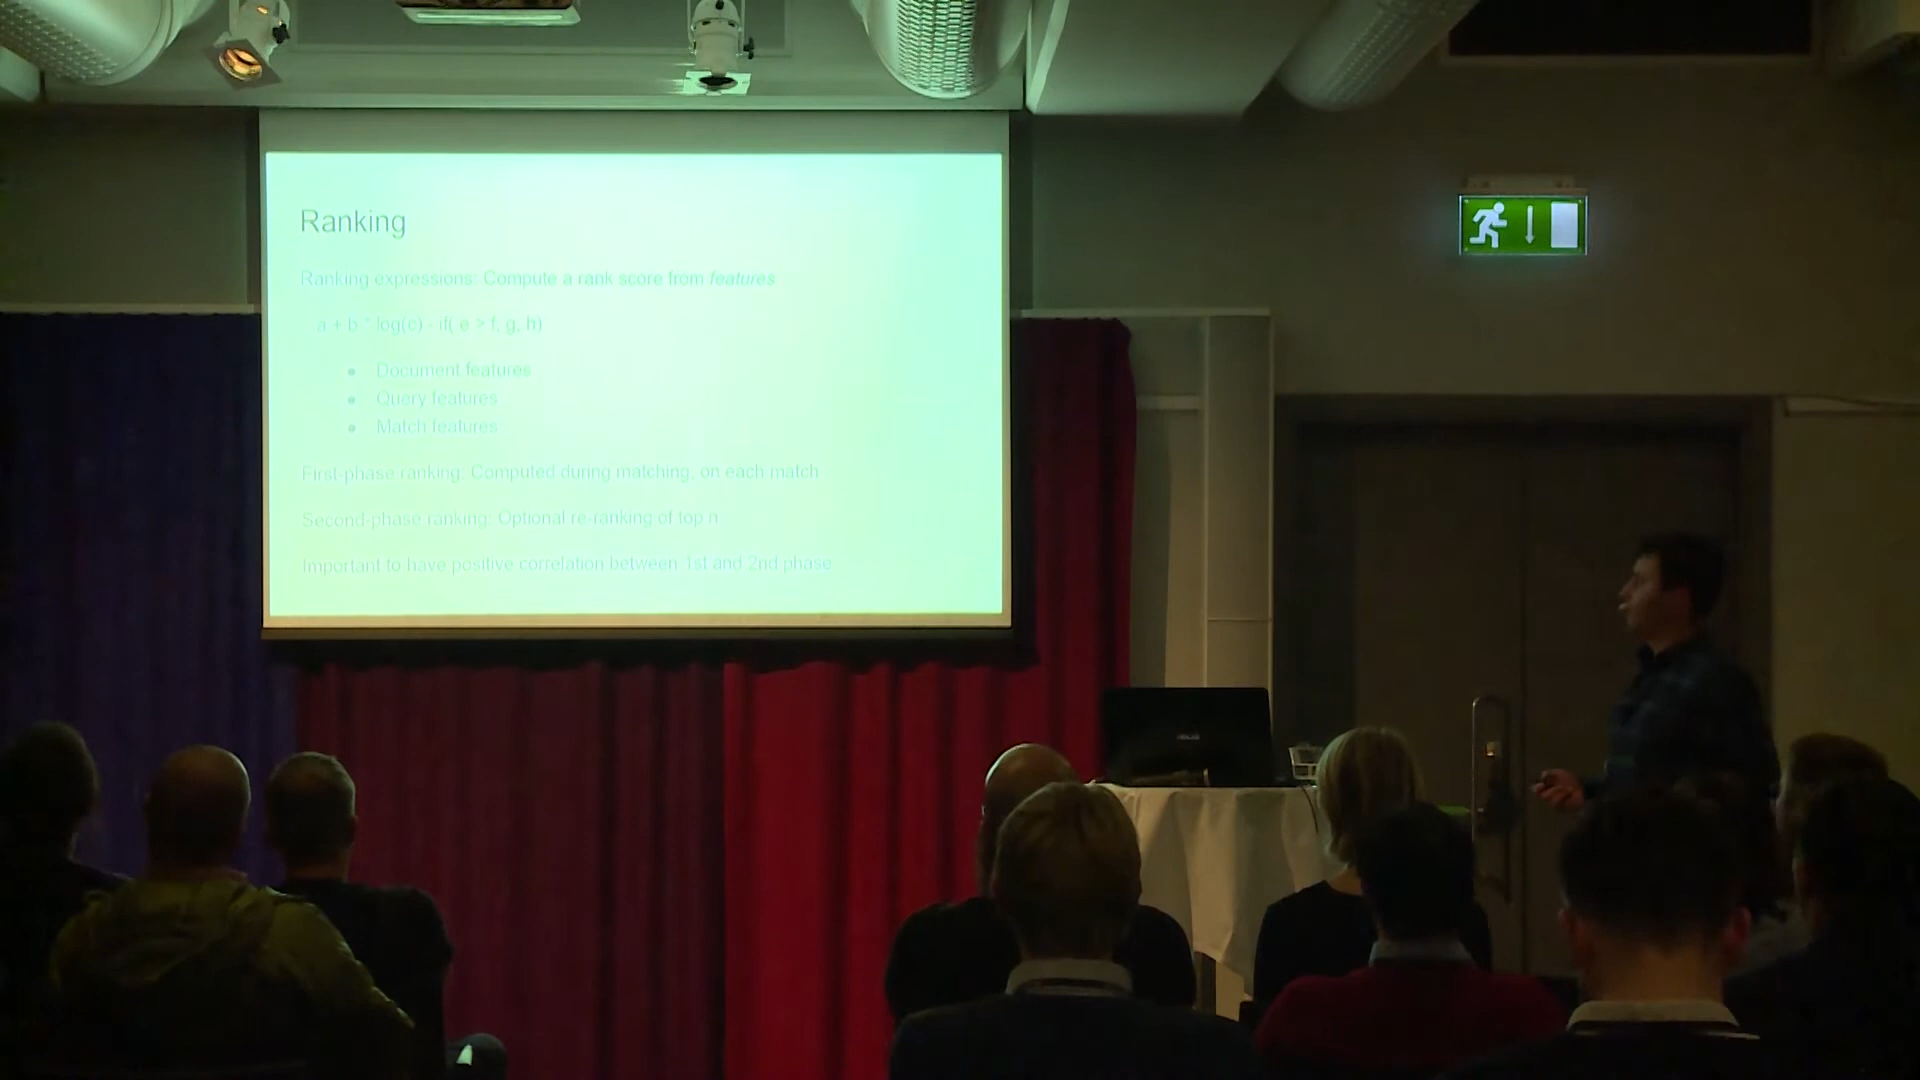 Ranking
Ranking expressions: Compute a rank score from features
a + b * log(c) - if( e > f, g, h)
● Document features
● Query features
● Match features
First-phase ranking: Computed during matching, on each match
Second-phase ranking: Optional re-ranking of top n
Important to have positive correlation between 1st and 2nd phase
ASUS